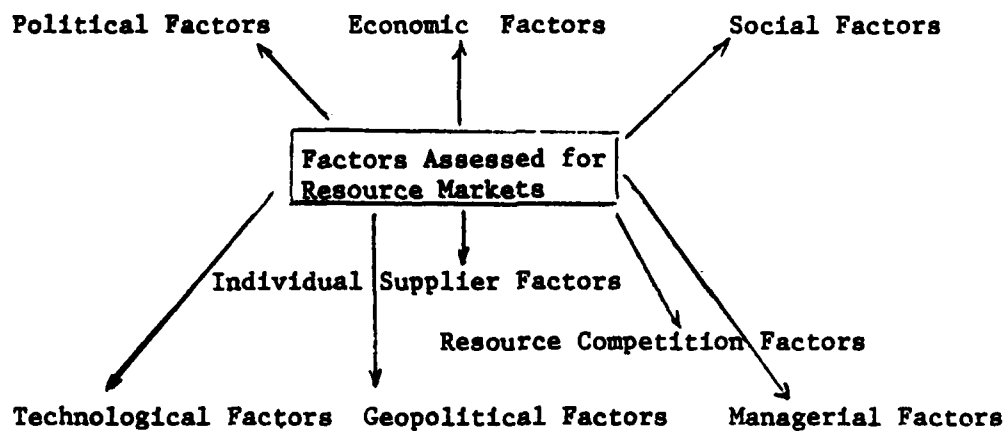 Political Factors Economic Factors Social Factors
Factors Assessed for
Resource Markets
Individual Supplier Factors
Resource Competition Factors
Technological Factors Geopolitical Factors Managerial Factors